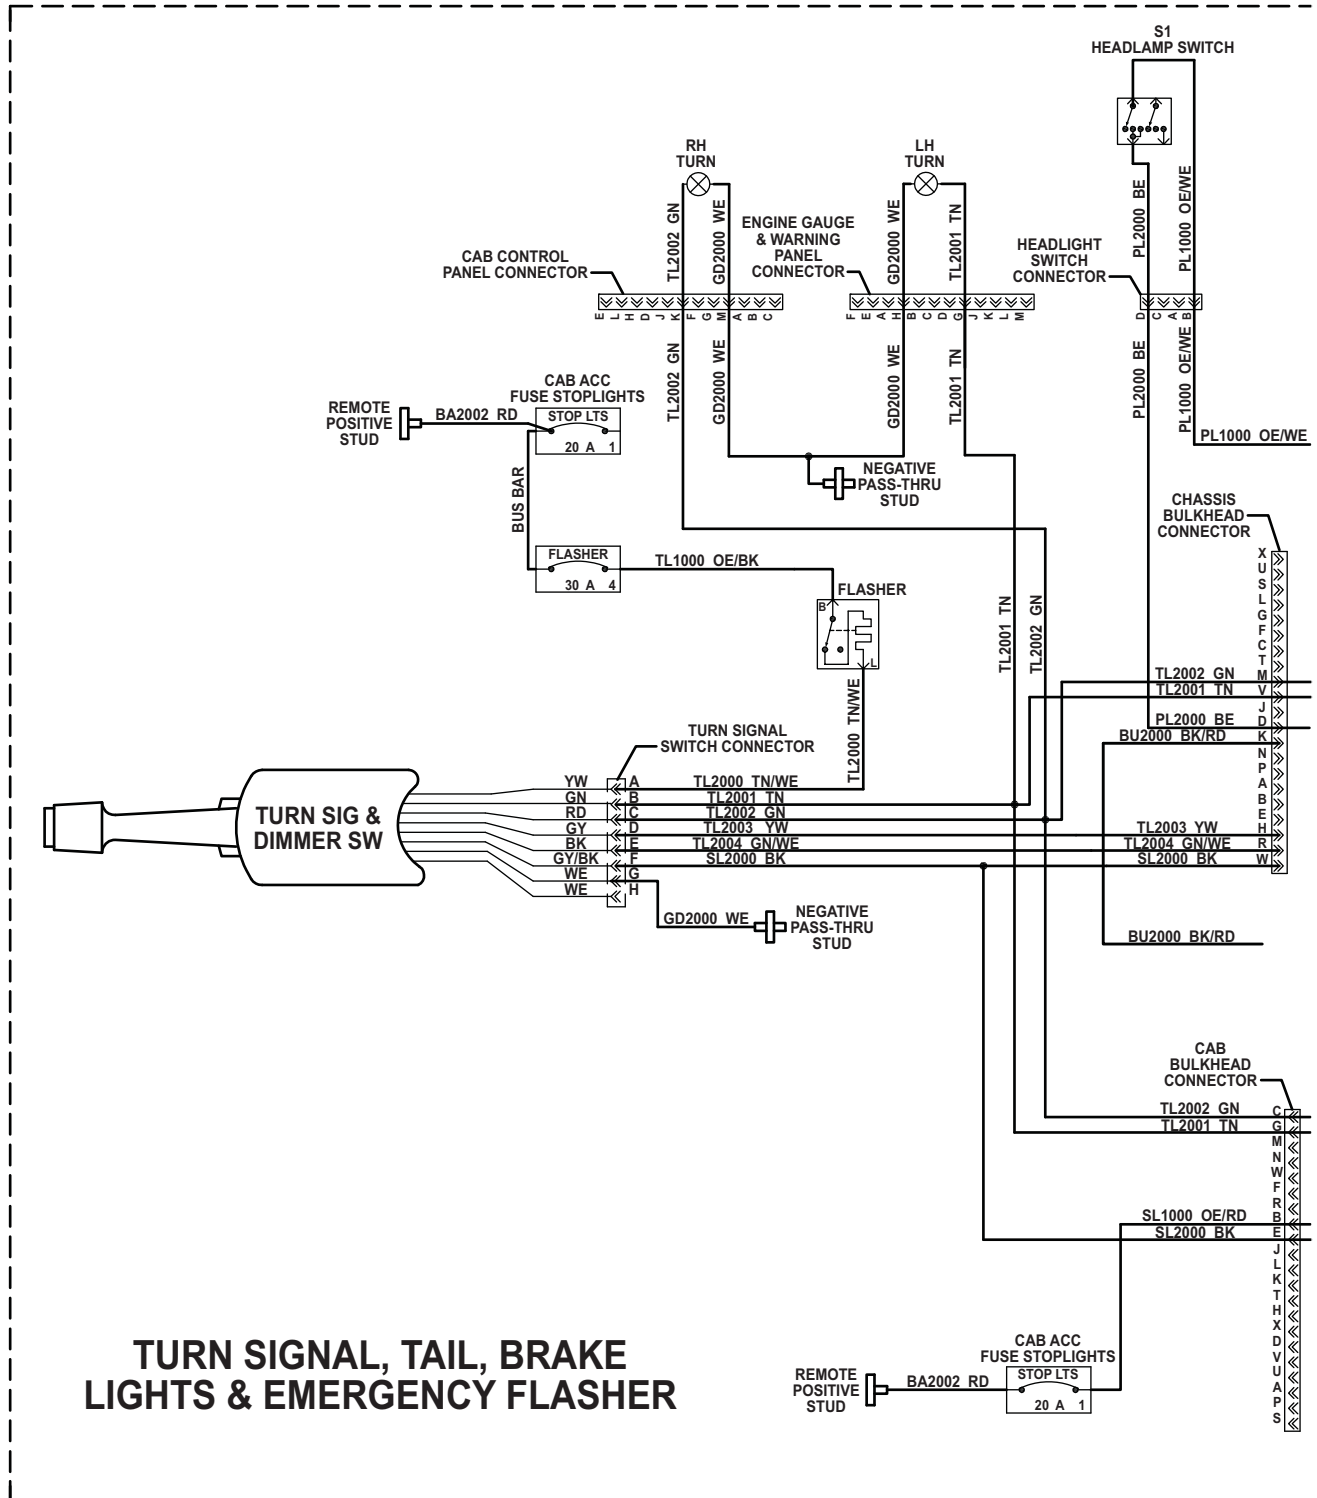 S1
HEADLAMP SWITCH
RH
TURN
LH
TURN
TL2002 GN
GD2000 WE
GD2000 WE
TL2001 TN
PL2000 BE
PL1000 OE/WE
CAB CONTROL
PANEL CONNECTOR
ENGINE GAUGE
& WARNING
PANEL
CONNECTOR
HEADLIGHT
SWITCH
CONNECTOR
E L H D J K F G M A B C
F E A H B C D G J K L M
D C A B
TL2002 GN
GD2000 WE
GD2000 WE
TL2001 TN
PL2000 BE
PL1000 OE/WE
PL1000 OE/WE
REMOTE
POSITIVE
STUD
BA2002 RD
CAB ACC
FUSE STOPLIGHTS
STOP LTS
20 A 1
BUS BAR
NEGATIVE
PASS-THRU
STUD
FLASHER
30 A 4
TL1000 OE/BK
FLASHER
B
L
TL2000 TN/WE
TL2001 TN
TL2002 GN
CHASSIS
BULKHEAD
CONNECTOR
X
U
S
L
G
F
C
T
TL2002 GN M
TL2001 TN V
J
PL2000 BE D
BU2000 BK/RD K
N
P
A
B
E
TL2003 YW H
TL2004 GN/WE R
SL2000 BK W
TURN SIGNAL
SWITCH CONNECTOR
TURN SIG &
DIMMER SW
YW A TL2000 TN/WE
GN B TL2001 TN
RD C TL2002 GN
GY D TL2003 YW
BK E TL2004 GN/WE
GY/BK F SL2000 BK
WE G
WE H
GD2000 WE
NEGATIVE
PASS-THRU
STUD
BU2000 BK/RD
CAB
BULKHEAD
CONNECTOR
TL2002 GN C
TL2001 TN G
M
N
W
F
R
SL1000 OE/RD B
SL2000 BK E
J
L
K
T
H
X
D
V
U
A
P
S
CAB ACC
FUSE STOPLIGHTS
STOP LTS
20 A 1
REMOTE
POSITIVE
STUD
BA2002 RD
TURN SIGNAL, TAIL, BRAKE
LIGHTS & EMERGENCY FLASHER